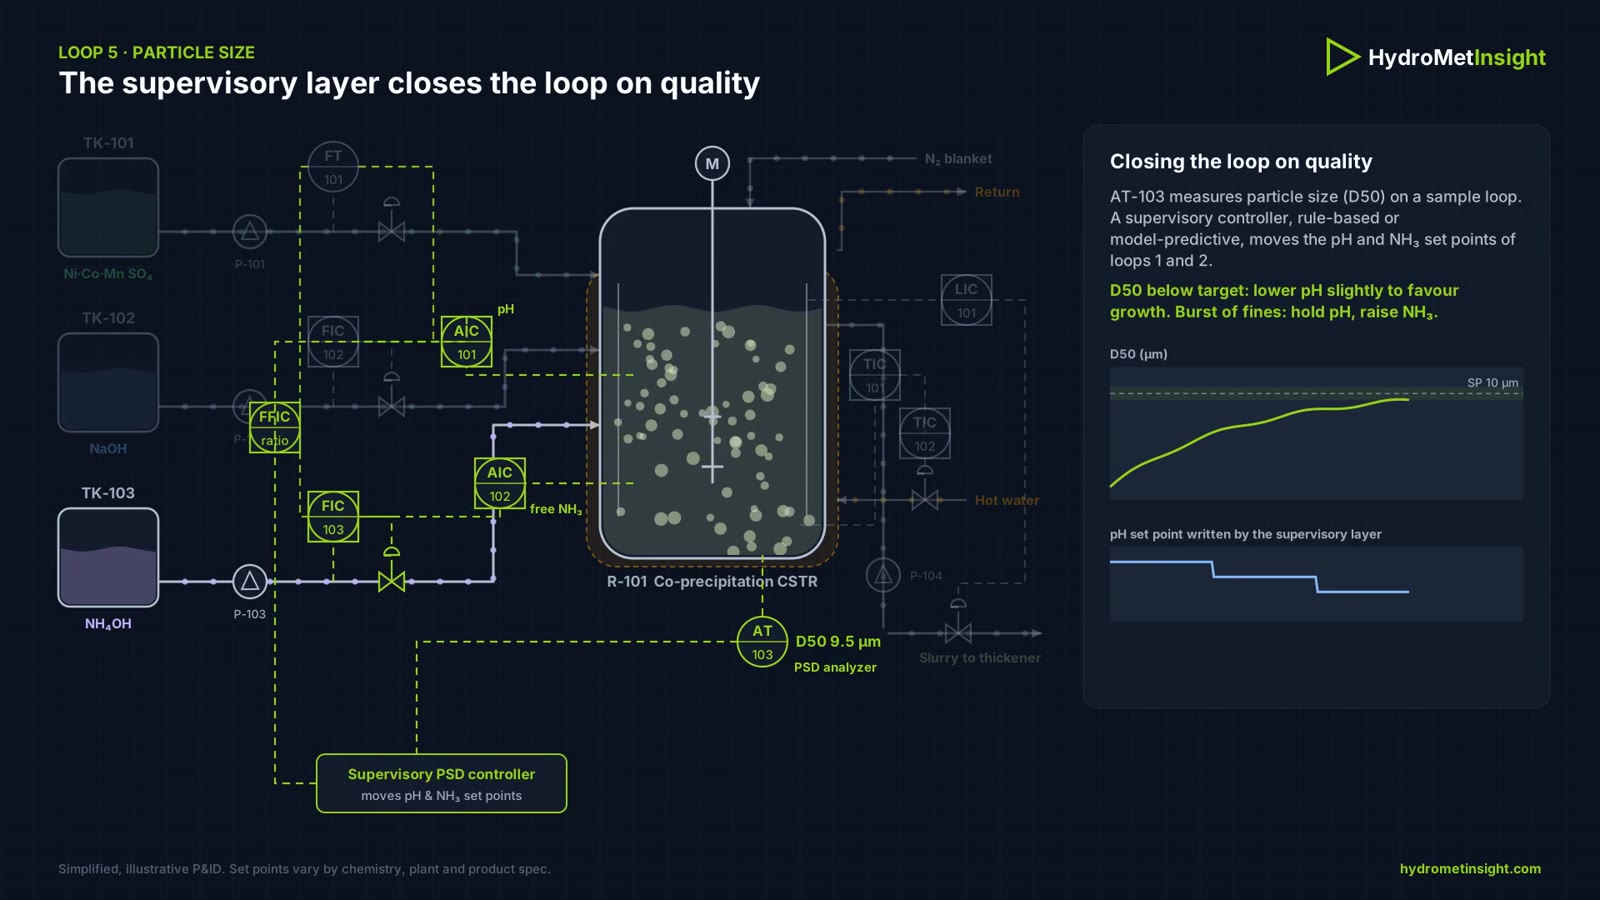 LOOP 5 · PARTICLE SIZE
The supervisory layer closes the loop on quality
HydroMetInsight
TK-101
Ni·Co·Mn SO₄
P-101
FT
101
TK-102
NaOH
FIC
102
AIC
101
pH
FFIC
ratio
TK-103
NH₄OH
P-103
FIC
103
AIC
102
free NH₃
M
N₂ blanket
Return
LIC
101
TIC
101
TIC
102
Hot water
P-104
Slurry to thickener
R-101 Co-precipitation CSTR
AT
103
D50 9.5 µm
PSD analyzer
Supervisory PSD controller
moves pH & NH₃ set points
Closing the loop on quality
AT-103 measures particle size (D50) on a sample loop.
A supervisory controller, rule-based or
model-predictive, moves the pH and NH₃ set points of
loops 1 and 2.
D50 below target: lower pH slightly to favour
growth. Burst of fines: hold pH, raise NH₃.
D50 (µm)
SP 10 µm
pH set point written by the supervisory layer
Simplified, illustrative P&ID. Set points vary by chemistry, plant and product spec.
hydrometinsight.com